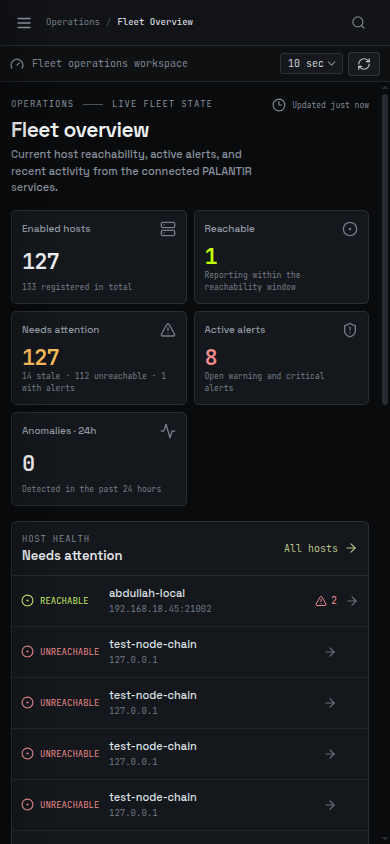 Operations / Fleet Overview
Fleet operations workspace
10 sec
OPERATIONS LIVE FLEET STATE
Updated just now
Fleet overview
Current host reachability, active alerts, and
recent activity from the connected PALANTIR
services.
Enabled hosts
127
133 registered in total
Reachable
1
Reporting within the
reachability window
Needs attention
127
14 stale · 112 unreachable · 1
with alerts
Active alerts
8
Open warning and critical
alerts
Anomalies · 24h
0
Detected in the past 24 hours
HOST HEALTH
Needs attention
All hosts
REACHABLE
abdullah-local
192.168.18.45:21002
2
UNREACHABLE
test-node-chain
127.0.0.1
UNREACHABLE
test-node-chain
127.0.0.1
UNREACHABLE
test-node-chain
127.0.0.1
UNREACHABLE
test-node-chain
127.0.0.1